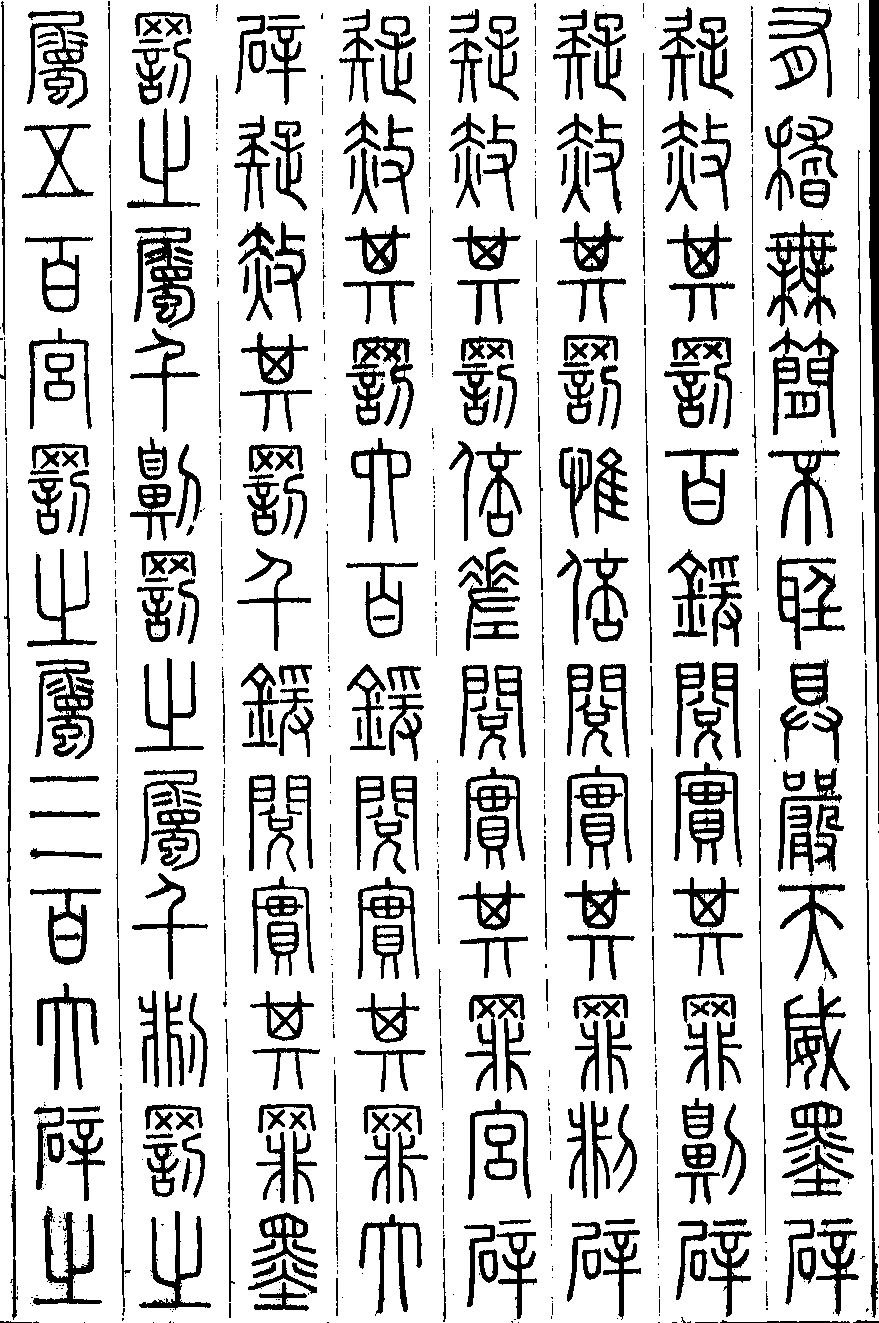 有稽無簡不聽具嚴天威墨辟
疑赦其罰百鍰閱實其罪劓辟
疑赦其罰惟倍閱實其罪剕辟
疑赦其罰倍差閱實其罪宮辟
疑赦其罰六百鍰閱實其罪大
辟疑赦其罰千鍰閱實其罪墨
罰之屬千劓罰之屬千剕罰之
屬五百宮罰之屬三百大辟之